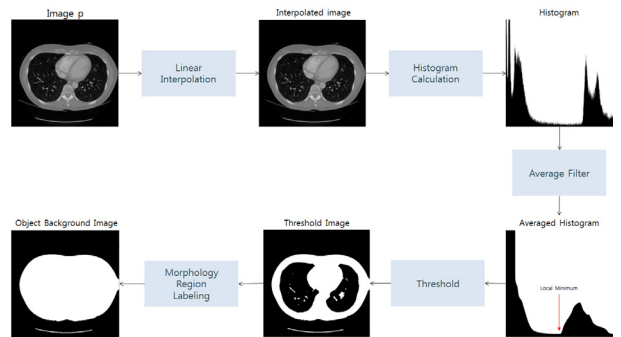 Image p
Interpolated image
Histogram
Linear
Interpolation
Histogram
Calculation
Average Filter
Object Background Image
Threshold Image
Averaged Histogram
Morphology
Region
Labeling
Threshold
Local Minimum